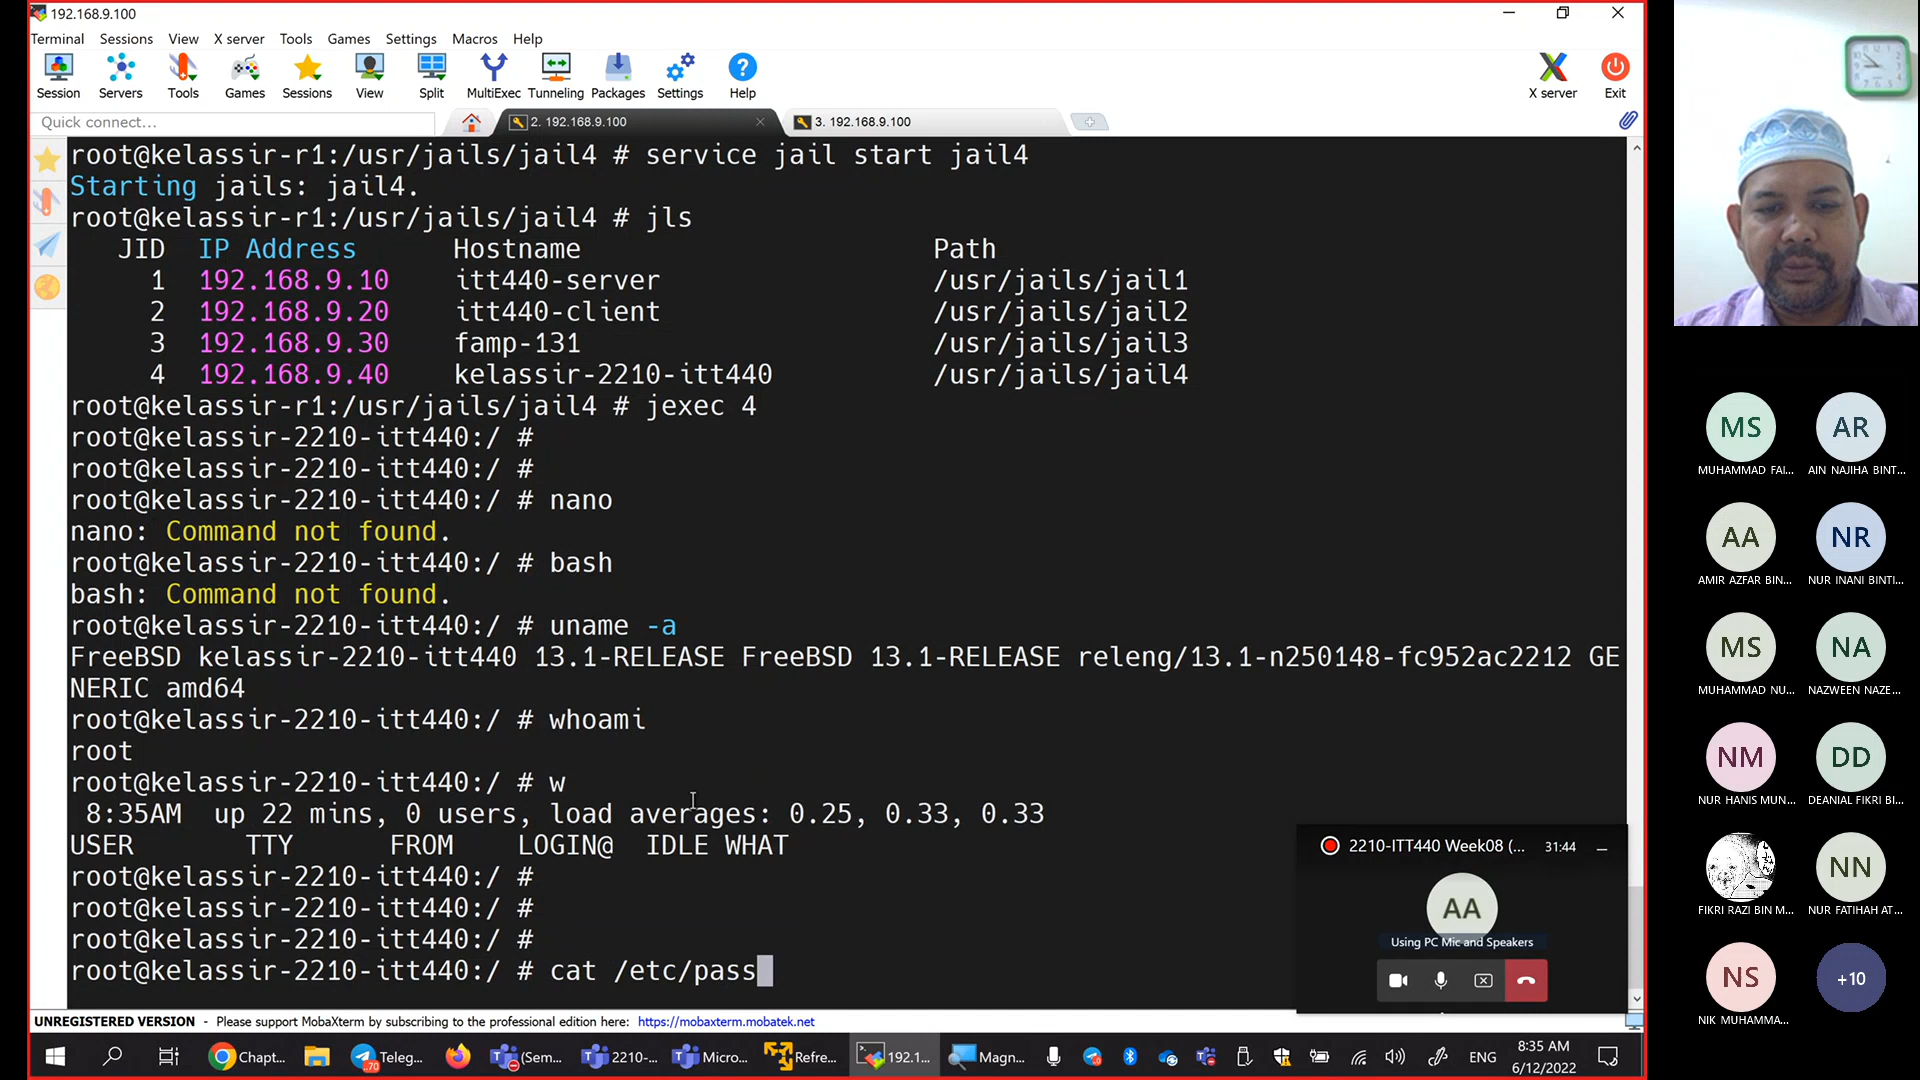 192.168.9.100
Terminal Sessions View X server Tools Games Settings Macros Help
Session Servers Tools Games Sessions View Split MultiExec Tunneling Packages Settings Help X server Exit
Quick connect...
2. 192.168.9.100
3. 192.168.9.100
root@kelassir-r1:/usr/jails/jail4 # service jail start jail4
Starting jails: jail4.
root@kelassir-r1:/usr/jails/jail4 # jls
JID IP Address Hostname Path
1 192.168.9.10 itt440-server /usr/jails/jail1
2 192.168.9.20 itt440-client /usr/jails/jail2
3 192.168.9.30 famp-131 /usr/jails/jail3
4 192.168.9.40 kelassir-2210-itt440 /usr/jails/jail4
root@kelassir-r1:/usr/jails/jail4 # jexec 4
root@kelassir-2210-itt440:/ #
root@kelassir-2210-itt440:/ #
root@kelassir-2210-itt440:/ # nano
nano: Command not found.
root@kelassir-2210-itt440:/ # bash
bash: Command not found.
root@kelassir-2210-itt440:/ # uname -a
FreeBSD kelassir-2210-itt440 13.1-RELEASE FreeBSD 13.1-RELEASE releng/13.1-n250148-fc952ac2212 GE
NERIC amd64
root@kelassir-2210-itt440:/ # whoami
root
root@kelassir-2210-itt440:/ # w
8:35AM up 22 mins, 0 users, load averages: 0.25, 0.33, 0.33
USER TTY FROM LOGIN@ IDLE WHAT
root@kelassir-2210-itt440:/ #
root@kelassir-2210-itt440:/ #
root@kelassir-2210-itt440:/ #
root@kelassir-2210-itt440:/ # cat /etc/pass
2210-ITT440 Week08 (... 31:44
AA
Using PC Mic and Speakers
UNREGISTERED VERSION - Please support MobaXterm by subscribing to the professional edition here: https://mobaxterm.mobatek.net
Chapt... Teleg... (Sem... 2210-... Micro... Refre... 192.1... Magn... ENG
..70
8:35 AM
6/12/2022
MS AR
MUHAMMAD FAI... AIN NAJIHA BINT...
AA NR
AMIR AZFAR BIN... NUR INANI BINTI...
MS NA
MUHAMMAD NU... NAZWEEN NAZE...
NM DD
NUR HANIS MUN... DEANIAL FIKRI BI...
NN
FIKRI RAZI BIN M... NUR FATIHAH AT...
NS +10
NIK MUHAMMA...